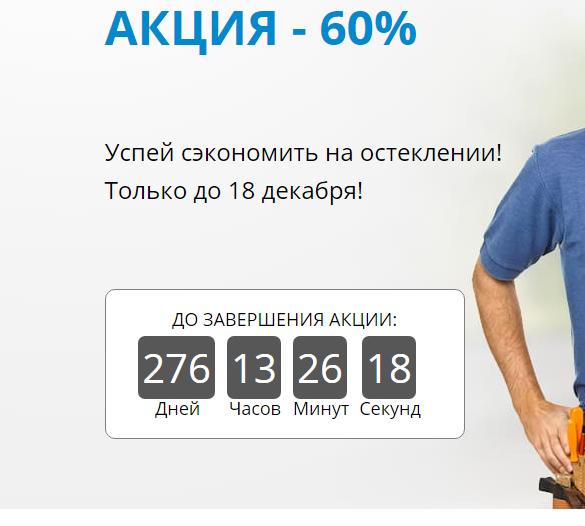 АКЦИЯ - 60%
Успей сэкономить на остеклении!
Только до 18 декабря!
ДО ЗАВЕРШЕНИЯ АКЦИИ:
276 13 26 18
Дней Часов Минут Секунд